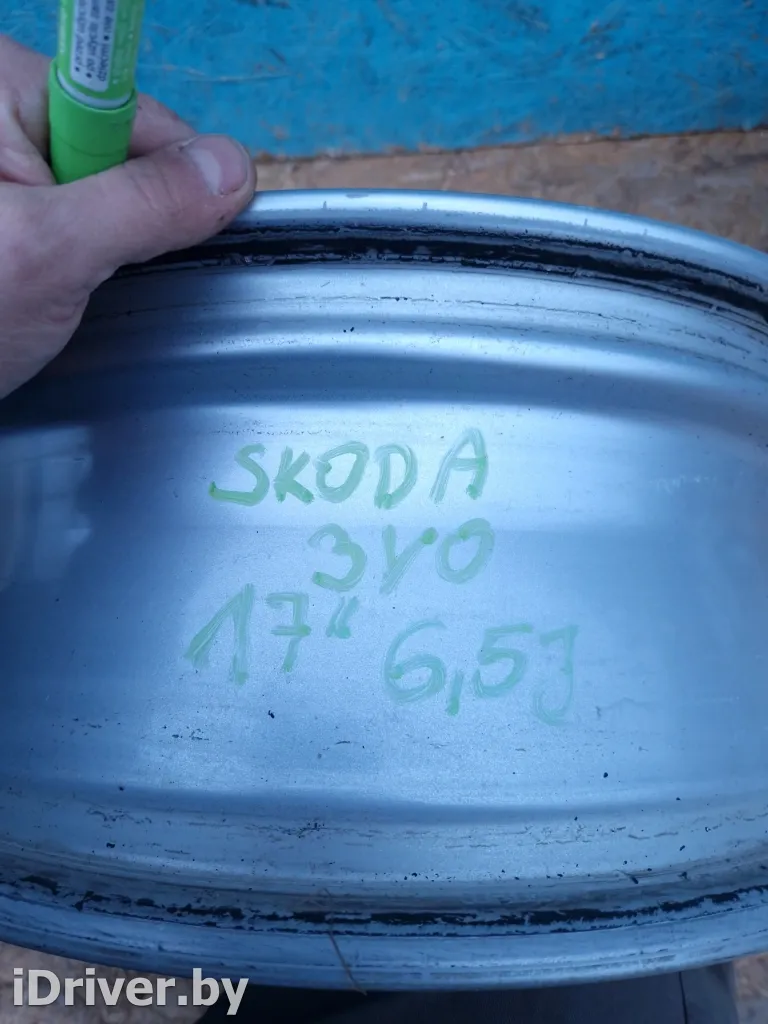 SKODA
3V0
17" 6,5J
iDriver.by